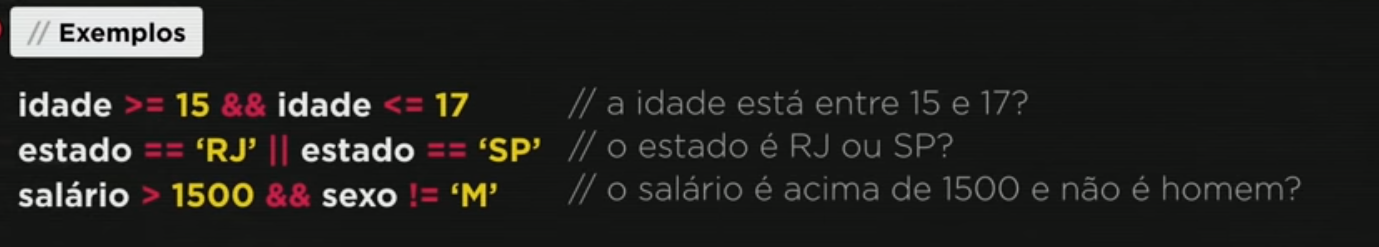 // Exemplos
idade >= 15 && idade <= 17 // a idade está entre 15 e 17?
estado == ‘RJ’ || estado == ‘SP’ // o estado é RJ ou SP?
salário > 1500 && sexo != ‘M’ // o salário é acima de 1500 e não é homem?